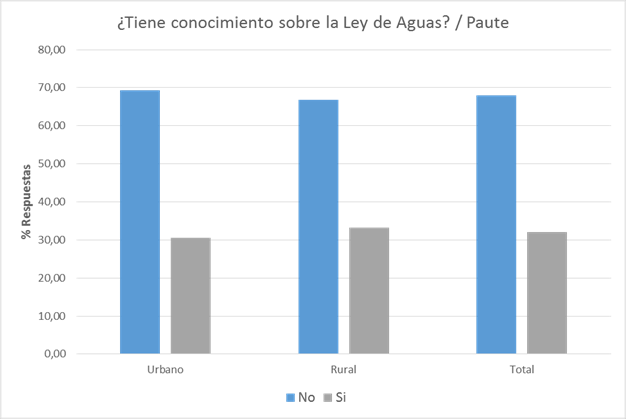 ¿Tiene conocimiento sobre la Ley de Aguas? / Paute
80,00
70,00
60,00
50,00
40,00
30,00
20,00
10,00
0,00
% Respuestas
Urbano Rural Total
No Si